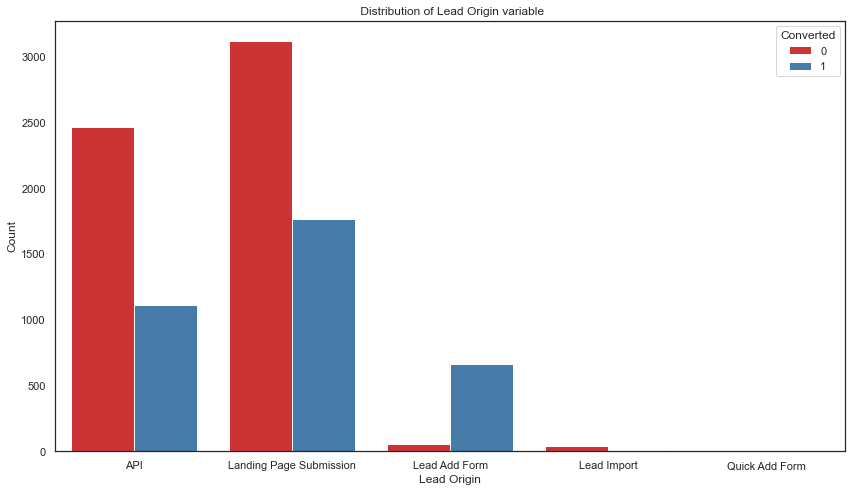 Distribution of Lead Origin variable
Converted
0
1
3000
2500
2000
1500
1000
500
0
Count
API
Landing Page Submission
Lead Add Form
Lead Import
Quick Add Form
Lead Origin